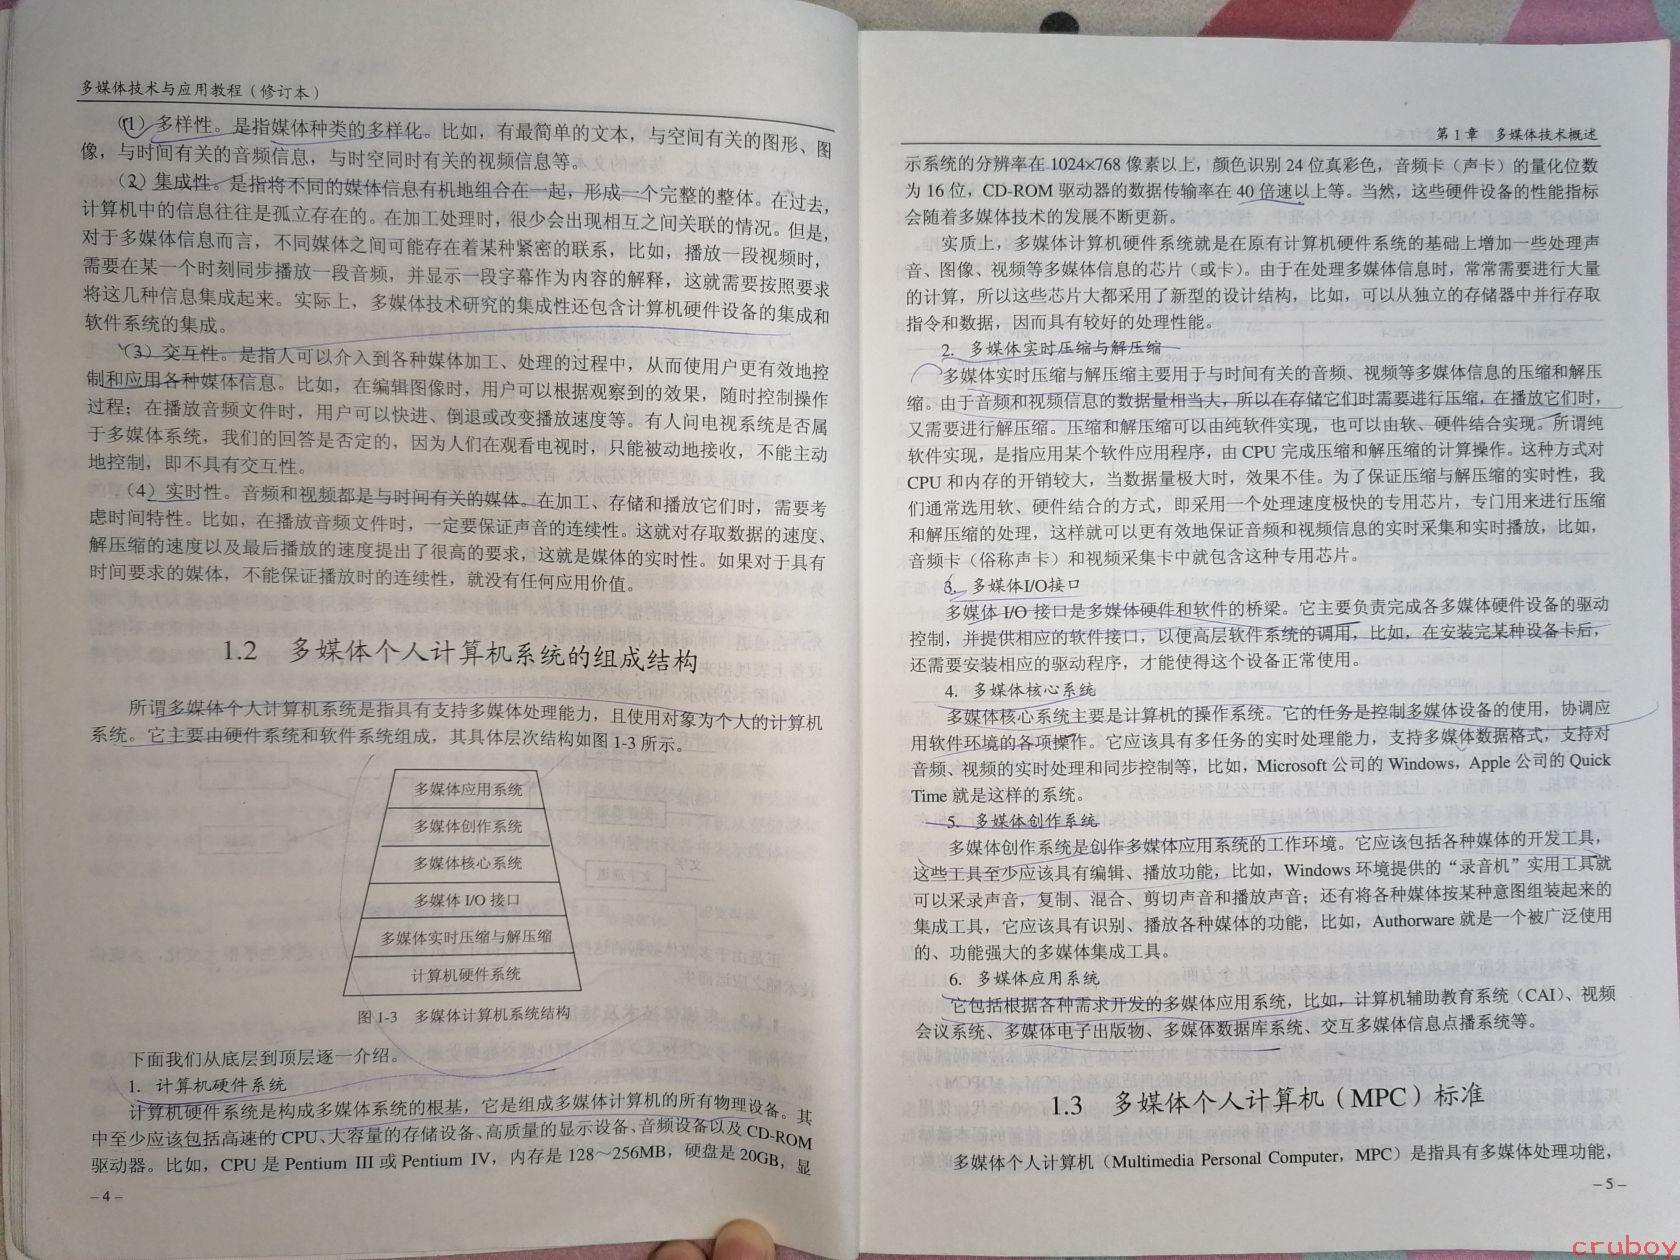 多媒体技术与应用教程（修订本）
（1）多样性。是指媒体种类的多样化。比如，有最简单的文本，与空间有关的图形、图
像，与时间有关的音频信息，与时空同时有关的视频信息等。
（2）集成性。是指将不同的媒体信息有机地组合在一起，形成一个完整的整体。在过去，
计算机中的信息往往是孤立存在的。在加工处理时，很少会出现相互之间关联的情况。但是，
对于多媒体信息而言，不同媒体之间可能存在着某种紧密的联系，比如，播放一段视频时，
需要在某一个时刻同步播放一段音频，并显示一段字幕作为内容的解释，这就需要按照要求
将这几种信息集成起来。实际上，多媒体技术研究的集成性还包含计算机硬件设备的集成和
软件系统的集成。
（3）交互性。是指人可以介入到各种媒体加工、处理的过程中，从而使用户更有效地控
制和应用各种媒体信息。比如，在编辑图像时，用户可以根据观察到的效果，随时控制操作
过程；在播放音频文件时，用户可以快进、倒退或改变播放速度等。有人问电视系统是否属
于多媒体系统，我们的回答是否定的，因为人们在观看电视时，只能被动地接收，不能主动
地控制，即不具有交互性。
（4）实时性。音频和视频都是与时间有关的媒体。在加工、存储和播放它们时，需要考
虑时间特性。比如，在播放音频文件时，一定要保证声音的连续性。这就对存取数据的速度、
解压缩的速度以及最后播放的速度提出了很高的要求，这就是媒体的实时性。如果对于具有
时间要求的媒体，不能保证播放时的连续性，就没有任何应用价值。
1.2 多媒体个人计算机系统的组成结构
所谓多媒体个人计算机系统是指具有支持多媒体处理能力，且使用对象为个人的计算机
系统。它主要由硬件系统和软件系统组成，其具体层次结构如图 1-3 所示。
多媒体应用系统
多媒体创作系统
多媒体核心系统
多媒体 I/O 接口
多媒体实时压缩与解压缩
计算机硬件系统
图 1-3 多媒体计算机系统结构
下面我们从底层到顶层逐一介绍。
1. 计算机硬件系统
计算机硬件系统是构成多媒体系统的根基，它是组成多媒体计算机的所有物理设备。其
中至少应该包括高速的 CPU、大容量的存储设备、高质量的显示设备、音频设备以及 CD-ROM
驱动器。比如，CPU 是 Pentium III 或 Pentium IV，内存是 128～256MB，硬盘是 20GB，显
– 4 –
第 1 章 多媒体技术概述
示系统的分辨率在 1024×768 像素以上，颜色识别 24 位真彩色，音频卡（声卡）的量化位数
为 16 位，CD-ROM 驱动器的数据传输率在 40 倍速以上等。当然，这些硬件设备的性能指标
会随着多媒体技术的发展不断更新。
实质上，多媒体计算机硬件系统就是在原有计算机硬件系统的基础上增加一些处理声
音、图像、视频等多媒体信息的芯片（或卡）。由于在处理多媒体信息时，常常需要进行大量
的计算，所以这些芯片大都采用了新型的设计结构，比如，可以从独立的存储器中并行存取
指令和数据，因而具有较好的处理性能。
2. 多媒体实时压缩与解压缩
多媒体实时压缩与解压缩主要用于与时间有关的音频、视频等多媒体信息的压缩和解压
缩。由于音频和视频信息的数据量相当大，所以在存储它们时需要进行压缩，在播放它们时，
又需要进行解压缩。压缩和解压缩可以由纯软件实现，也可以由软、硬件结合实现。所谓纯
软件实现，是指应用某个软件应用程序，由 CPU 完成压缩和解压缩的计算操作。这种方式对
CPU 和内存的开销较大，当数据量极大时，效果不佳。为了保证压缩与解压缩的实时性，我
们通常选用软、硬件结合的方式，即采用一个处理速度极快的专用芯片，专门用来进行压缩
和解压缩的处理，这样就可以更有效地保证音频和视频信息的实时采集和实时播放，比如，
音频卡（俗称声卡）和视频采集卡中就包含这种专用芯片。
3. 多媒体I/O接口
多媒体 I/O 接口是多媒体硬件和软件的桥梁。它主要负责完成各多媒体硬件设备的驱动
控制，并提供相应的软件接口，以便高层软件系统的调用，比如，在安装完某种设备卡后，
还需要安装相应的驱动程序，才能使得这个设备正常使用。
4. 多媒体核心系统
多媒体核心系统主要是计算机的操作系统。它的任务是控制多媒体设备的使用，协调应
用软件环境的各项操作。它应该具有多任务的实时处理能力，支持多媒体数据格式，支持对
音频、视频的实时处理和同步控制等，比如，Microsoft 公司的 Windows，Apple 公司的 Quick
Time 就是这样的系统。
5. 多媒体创作系统
多媒体创作系统是创作多媒体应用系统的工作环境。它应该包括各种媒体的开发工具，
这些工具至少应该具有编辑、播放功能，比如，Windows 环境提供的“录音机”实用工具就
可以采录声音，复制、混合、剪切声音和播放声音；还有将各种媒体按某种意图组装起来的
集成工具，它应该具有识别、播放各种媒体的功能，比如，Authorware 就是一个被广泛使用
的、功能强大的多媒体集成工具。
6. 多媒体应用系统
它包括根据各种需求开发的多媒体应用系统，比如，计算机辅助教育系统（CAI）、视频
会议系统、多媒体电子出版物、多媒体数据库系统、交互多媒体信息点播系统等。
1.3 多媒体个人计算机（MPC）标准
多媒体个人计算机（Multimedia Personal Computer，MPC）是指具有多媒体处理功能，
– 5 –
cruboy